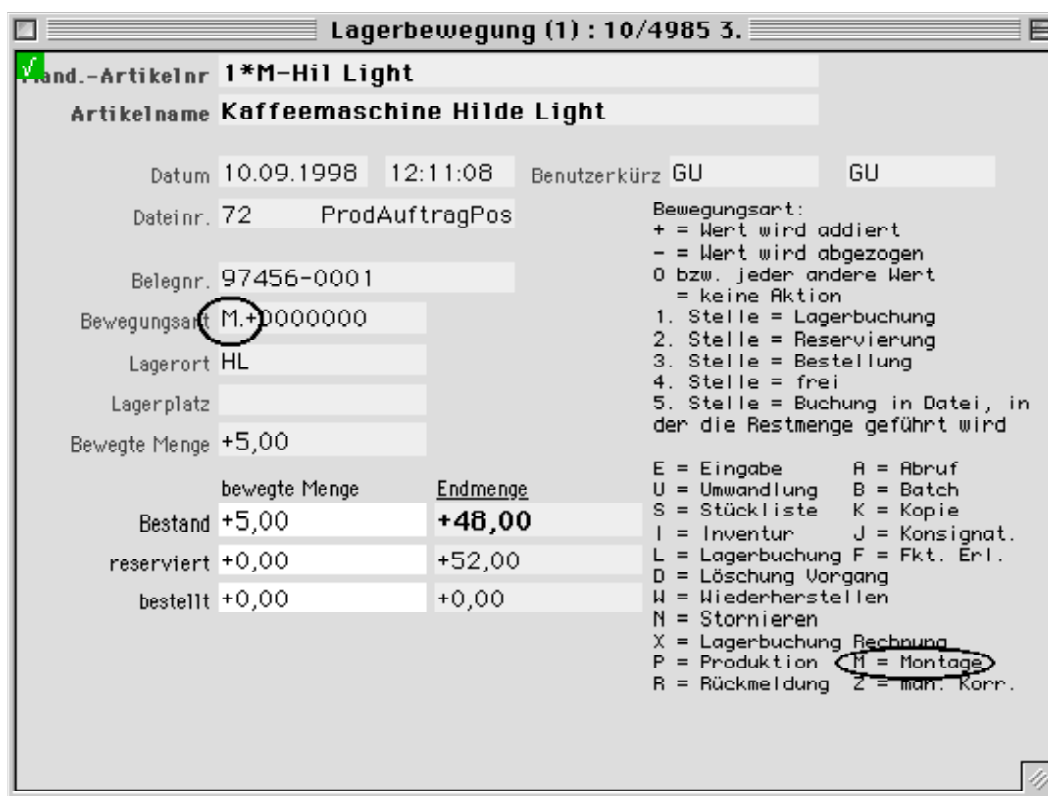 Lagerbewegung (1) : 10/4985 3.
Mand.-Artikelnr 1*M-Hil Light
Artikelname Kaffeemaschine Hilde Light
Datum 10.09.1998 12:11:08 Benutzerkürz GU GU
Dateinr. 72 ProdAuftragPos
Belegnr. 97456-0001
Bewegungsart M.+0000000
Lagerort HL
Lagerplatz
Bewegte Menge +5,00
bewegte Menge Endmenge
Bestand +5,00 +48,00
reserviert +0,00 +52,00
bestellt +0,00 +0,00
Bewegungsart:
+ = Wert wird addiert
- = Wert wird abgezogen
0 bzw. jeder andere Wert
= keine Aktion
1. Stelle = Lagerbuchung
2. Stelle = Reservierung
3. Stelle = Bestellung
4. Stelle = frei
5. Stelle = Buchung in Datei, in
der die Restmenge geführt wird
E = Eingabe A = Abruf
U = Umwandlung B = Batch
S = Stückliste K = Kopie
I = Inventur J = Konsignat.
L = Lagerbuchung F = Fkt. Erl.
D = Löschung Vorgang
W = Wiederherstellen
N = Stornieren
X = Lagerbuchung Rechnung
P = Produktion M = Montage
R = Rückmeldung Z = man. Korr.